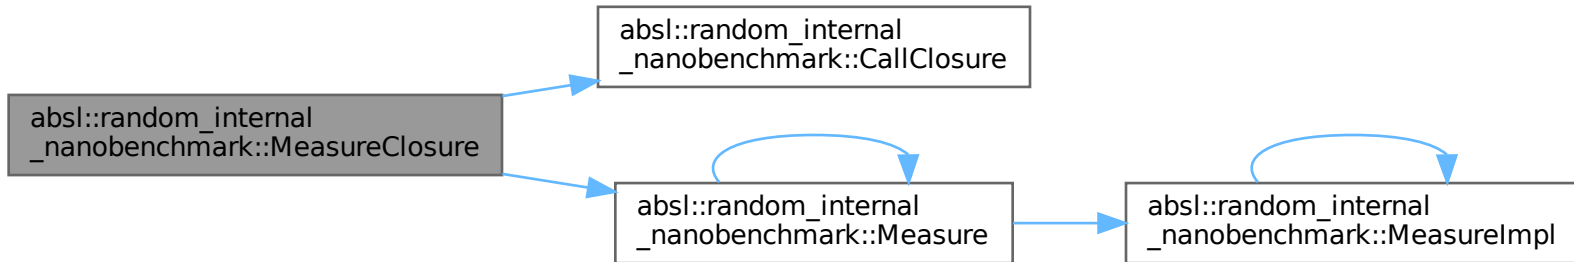 absl::random_internal
_nanobenchmark::CallClosure
absl::random_internal
_nanobenchmark::MeasureClosure
absl::random_internal
_nanobenchmark::Measure
absl::random_internal
_nanobenchmark::MeasureImpl